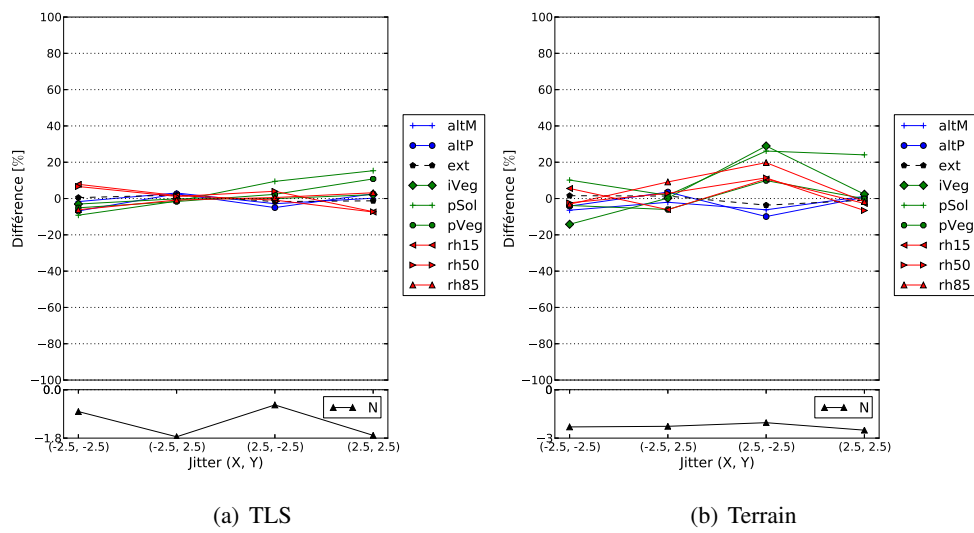 100
80
60
40
20
0
−20
−40
−60
−80
−100
Différence [%]
altM
altP
ext
iVeg
pSol
pVeg
rh15
rh50
rh85
0.0
−1.8
N
(-2.5, -2.5)
(-2.5, 2.5)
(2.5, -2.5)
(2.5, 2.5)
Jitter (X, Y)
(a) TLS
100
80
60
40
20
0
−20
−40
−60
−80
−100
Différence [%]
altM
altP
ext
iVeg
pSol
pVeg
rh15
rh50
rh85
0
−3
N
(-2.5, -2.5)
(-2.5, 2.5)
(2.5, -2.5)
(2.5, 2.5)
Jitter (X, Y)
(b) Terrain